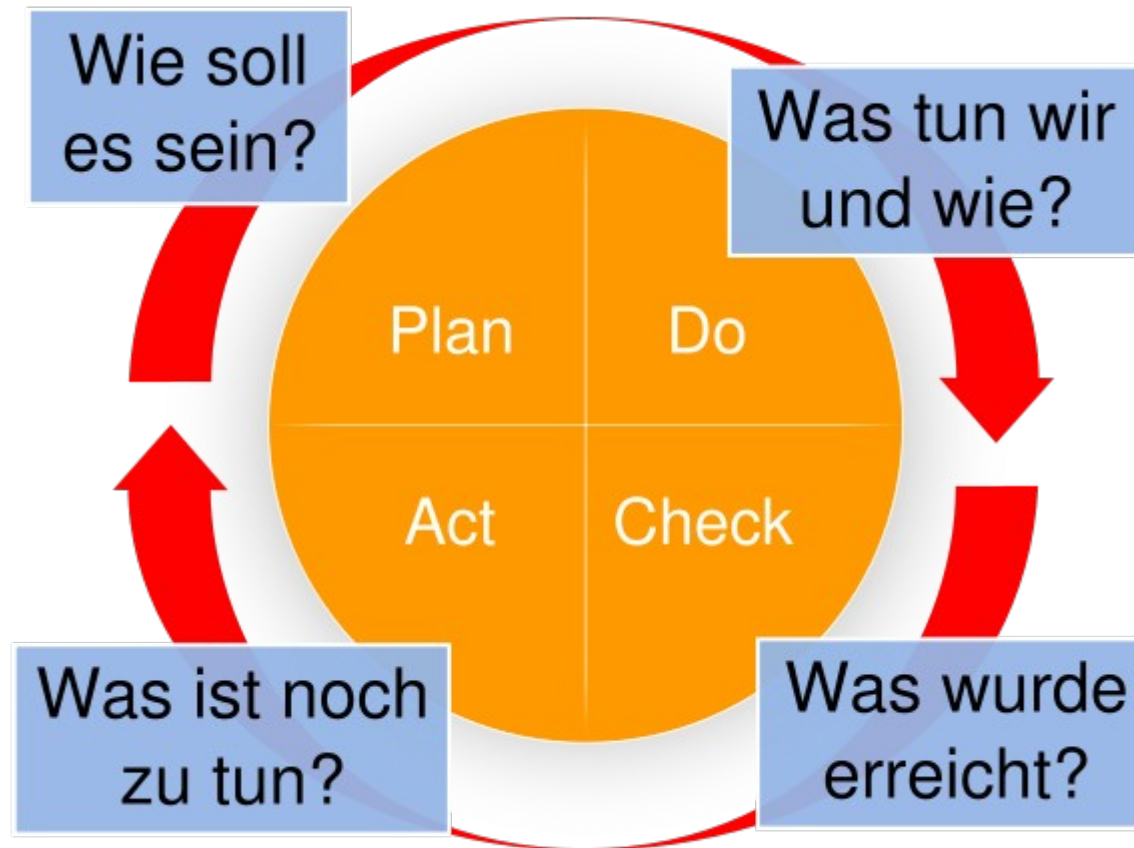 Wie soll
es sein?
Was tun wir
und wie?
Plan
Do
Act
Check
Was ist noch
zu tun?
Was wurde
erreicht?